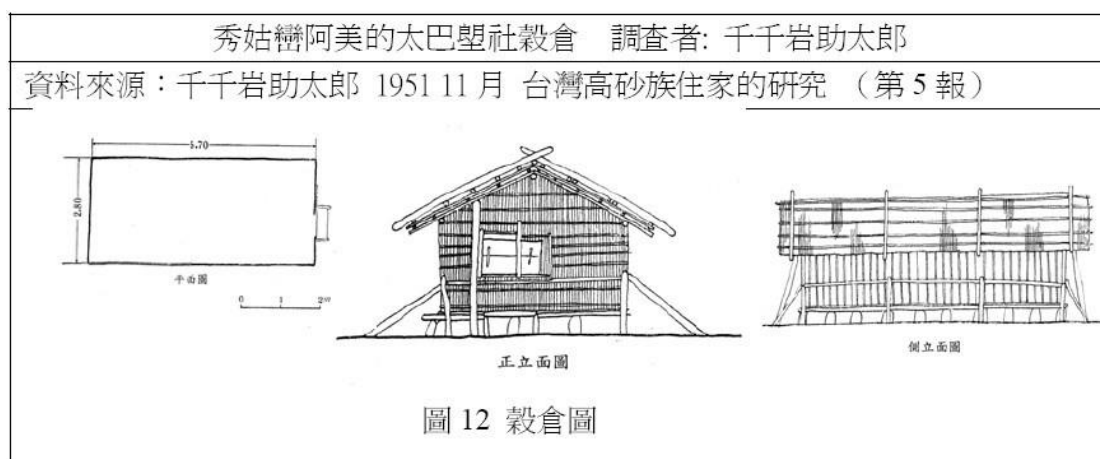 秀姑巒阿美的太巴塱社穀倉 調查者: 千千岩助太郎
資料來源：千千岩助太郎 1951 11 月 台灣高砂族住家的研究 （第 5 報）
5.70
2.80
平面圖
0 1 2M
正立面圖
側立面圖
圖 12 穀倉圖